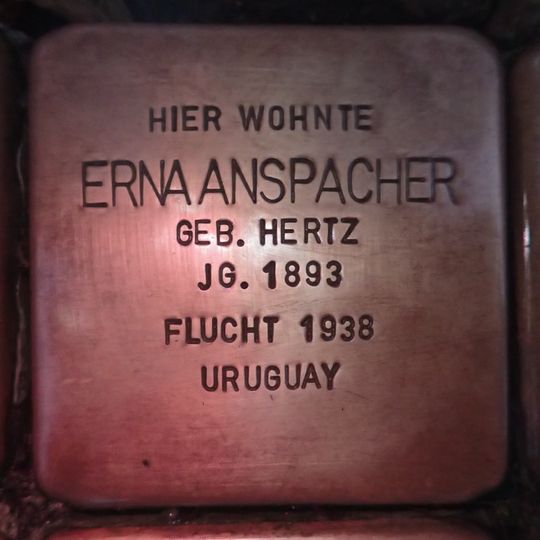 HIER WOHNTE
ERNA ANSPACHER
GEB. HERTZ
JG. 1893
FLUCHT 1938
URUGUAY